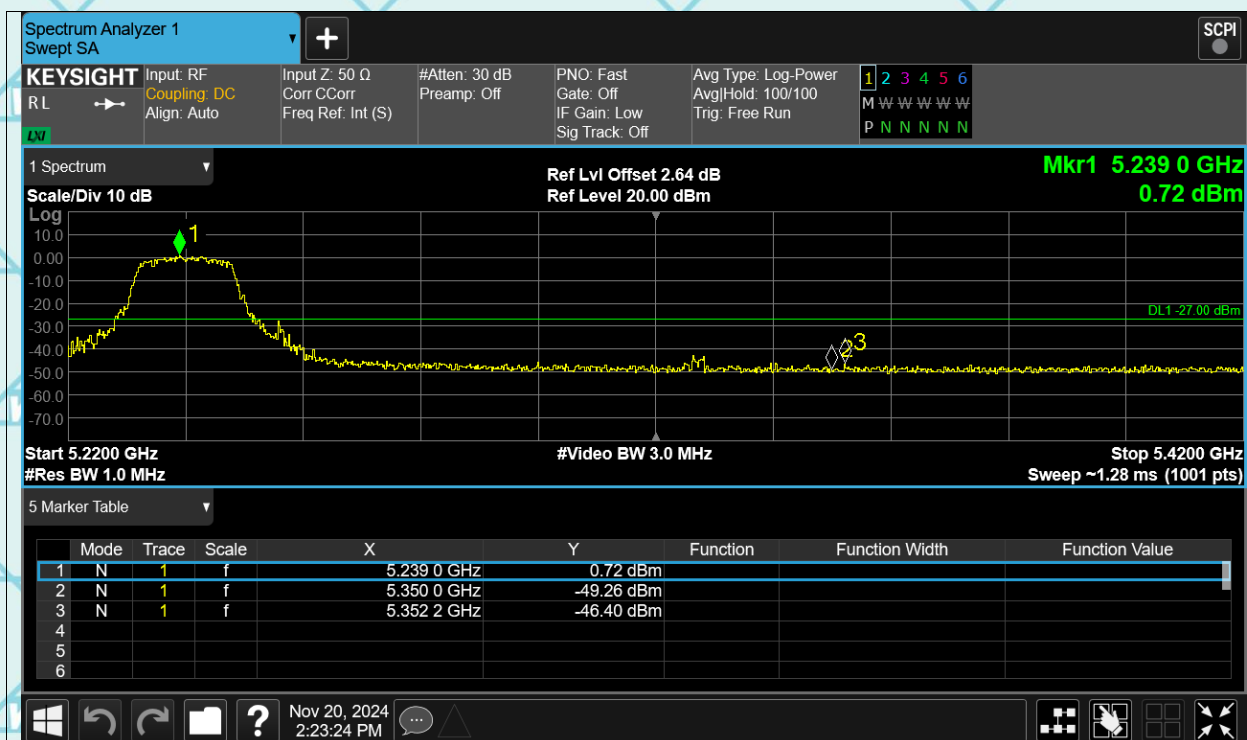 Spectrum Analyzer 1
Swept SA
+
SCPI
KEYSIGHT
R L
LXI
Input: RF
Coupling: DC
Align: Auto
Input Z: 50 Ω
Corr CCorr
Freq Ref: Int (S)
#Atten: 30 dB
Preamp: Off
PNO: Fast
Gate: Off
IF Gain: Low
Sig Track: Off
Avg Type: Log-Power
Avg|Hold: 100/100
Trig: Free Run
1 2 3 4 5 6
M W W W W W
P N N N N N
1 Spectrum
Scale/Div 10 dB
Ref Lvl Offset 2.64 dB
Ref Level 20.00 dBm
Mkr1 5.239 0 GHz
0.72 dBm
Log
10.0
0.00
-10.0
-20.0
-30.0
-40.0
-50.0
-60.0
-70.0
1
2
3
DL1 -27.00 dBm
Start 5.2200 GHz
#Video BW 3.0 MHz
Stop 5.4200 GHz
#Res BW 1.0 MHz
Sweep ~1.28 ms (1001 pts)
5 Marker Table
Mode Trace Scale X Y Function Function Width Function Value
1 N 1 f 5.239 0 GHz 0.72 dBm
2 N 1 f 5.350 0 GHz -49.26 dBm
3 N 1 f 5.352 2 GHz -46.40 dBm
4
5
6
?
Nov 20, 2024
2:23:24 PM